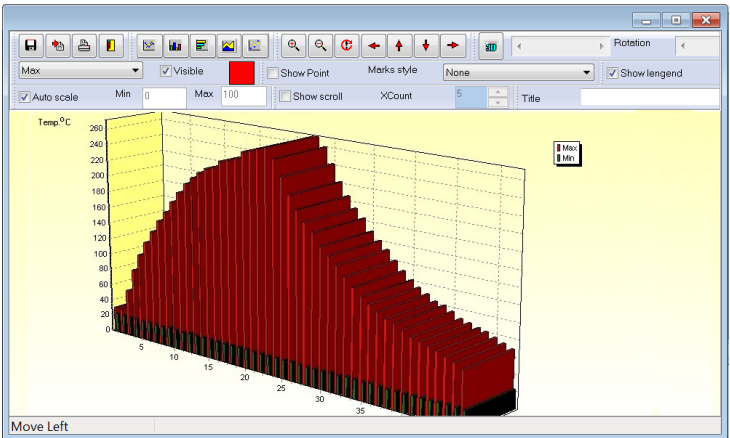 3D
Rotation
Max
Visible
Show Point
Marks style
None
Show lengend
Auto scale
Min
0
Max
100
Show scroll
XCount
5
Title
Temp.ºC
260
240
220
200
180
160
140
120
100
80
60
40
20
0
5
10
15
20
25
30
35
Max
Min
Move Left